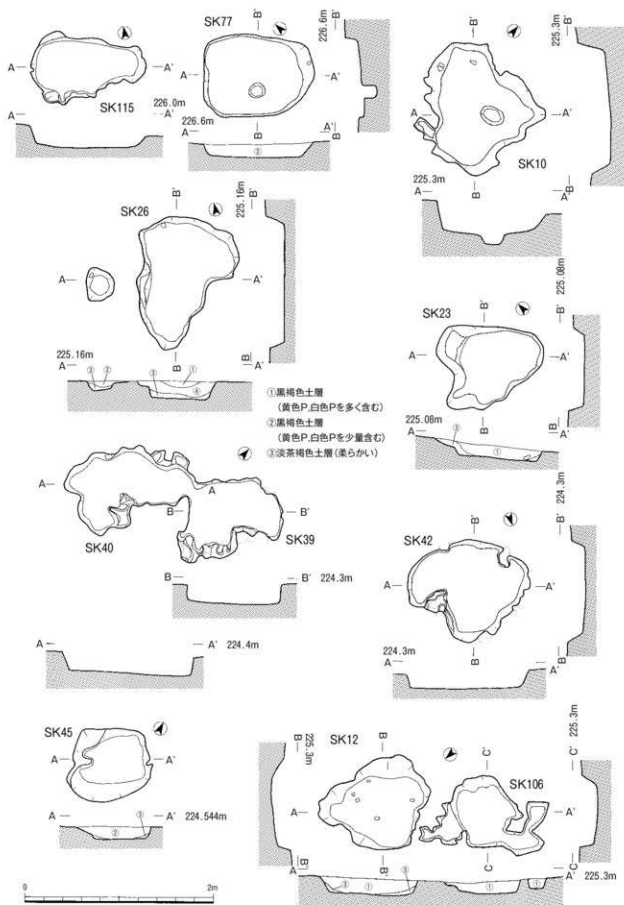 SK115
A
A'
226.0m
SK77
B'
A
A'
B
226.6m
A
A'
②
B'
226.6m
B
SK10
B'
A
A'
B
225.3m
A
A'
B'
225.3m
B
SK26
B'
A
A'
B
225.16m
A
A'
③
②
①
④
③
B'
225.16m
B
①黒褐色土層
(黄色P,白色Pを多く含む)
②黒褐色土層
(黄色P,白色Pを少量含む)
③淡茶褐色土層(柔らかい)
SK23
B'
A
A'
B
225.08m
A
A'
③
①
B'
225.08m
B
A
A
B
B'
SK40
SK39
B
B'
224.3m
A
A'
224.4m
SK42
B'
A
A'
B
224.3m
A
A'
B'
224.3m
B
SK45
A
A'
A
A'
224.544m
②
③
SK12
SK106
B
225.3m
B'
B
B'
A
A'
C'
C
C'
225.3m
C
A
A'
225.3m
③
①
③
①
①
0
2m